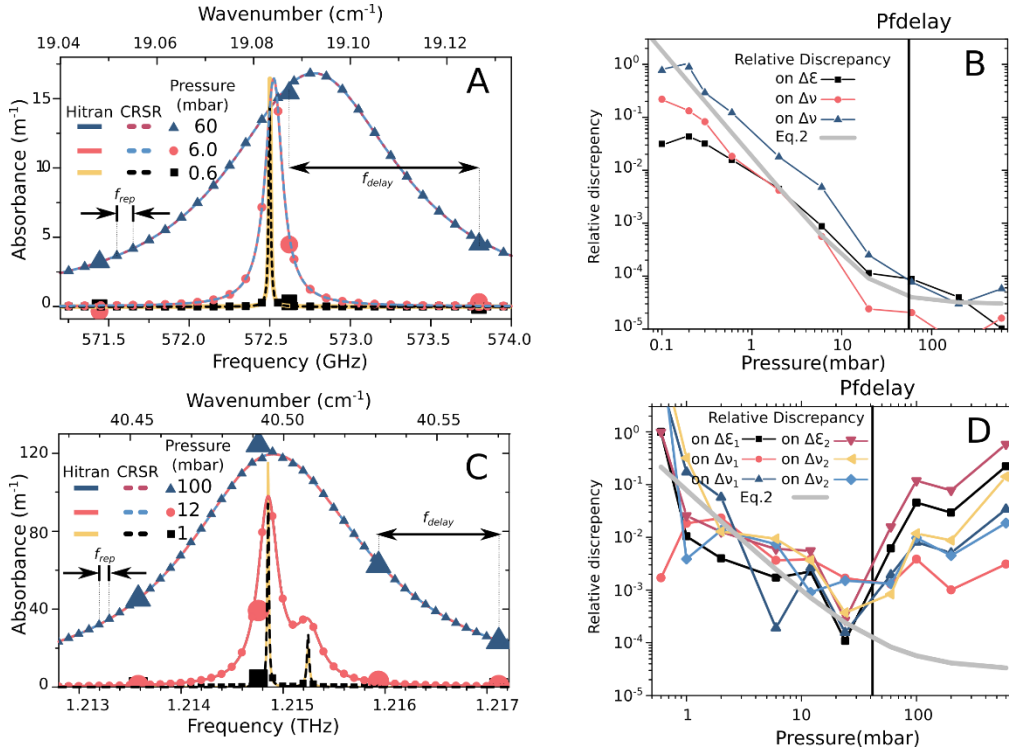 Wavenumber (cm-1)
19.04 19.06 19.08 19.10 19.12
A
Absorbance (m-1)
15
10
5
0
Hitran CRSR Pressure (mbar)
60
6.0
0.6
fdelay
frep
571.5 572.0 572.5 573.0 573.5 574.0
Frequency (GHz)
Pfdelay
B
Relative discrepency
Relative Discrepancy
on ΔƐ
on Δν
on Δν
Eq.2
100
10-1
10-2
10-3
10-4
10-5
0.1 1 10 100
Pressure(mbar)
Wavenumber (cm-1)
40.45 40.50 40.55
C
Absorbance (m-1)
120
80
40
0
Hitran CRSR Pressure (mbar)
100
12
1
fdelay
frep
1.213 1.214 1.215 1.216 1.217
Frequency (THz)
Pfdelay
D
Relative discrepency
Relative Discrepancy
on ΔƐ1 on ΔƐ2
on Δν1 on Δν2
on Δν1 on Δν2
Eq.2
100
10-1
10-2
10-3
10-4
10-5
1 10 100
Pressure(mbar)